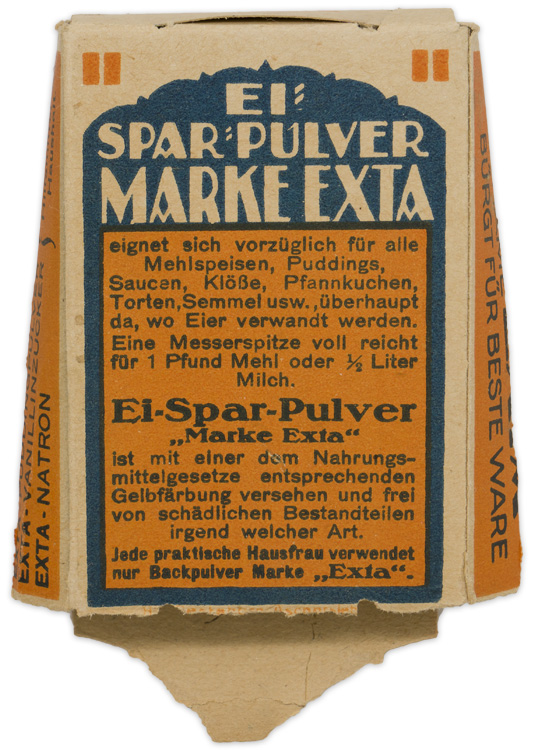 EI-
SPAR-PULVER
MARKE EXTA
eignet sich vorzüglich für alle
Mehlspeisen, Puddings,
Saucen, Klöße, Pfannkuchen,
Torten, Semmel usw., überhaupt
da, wo Eier verwandt werden.
Eine Messerspitze voll reicht
für 1 Pfund Mehl oder ½ Liter
Milch.
Ei-Spar-Pulver
„Marke Exta“
ist mit einer dem Nahrungs-
mittelgesetze entsprechenden
Gelbfärbung versehen und frei
von schädlichen Bestandteilen
irgend welcher Art.
Jede praktische Hausfrau verwendet
nur Backpulver Marke „Exta“.
EXTA-VANILLINZUCKER
EXTA-NATRON
BÜRGT FÜR BESTE WARE